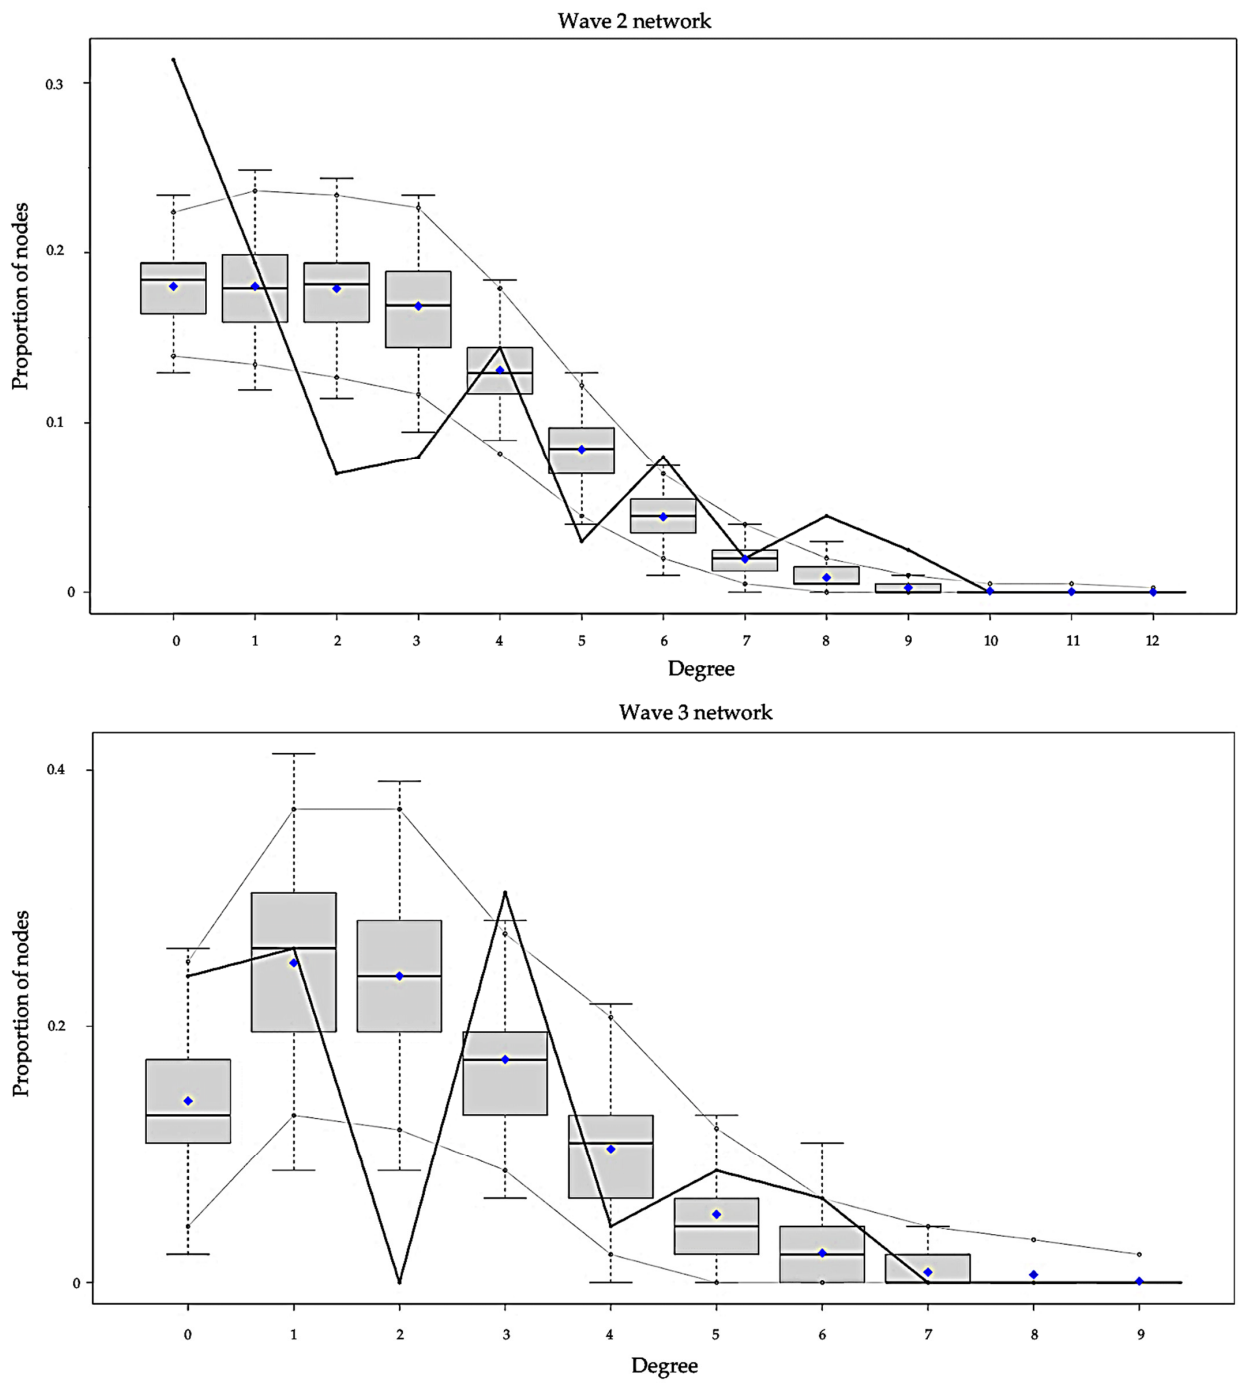 Wave 2 network
Proportion of nodes
0.3
0.2
0.1
0
0 1 2 3 4 5 6 7 8 9 10 11 12
Degree
Wave 3 network
Proportion of nodes
0.4
0.2
0
0 1 2 3 4 5 6 7 8 9
Degree